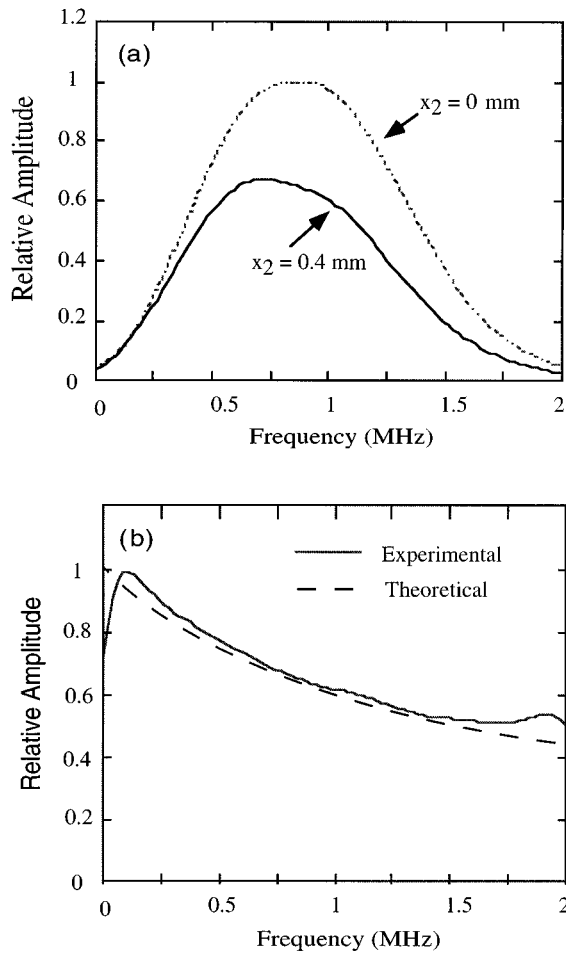 1.2
(a)
1
x2 = 0 mm
0.8
Relative Amplitude
0.6
x2 = 0.4 mm
0.4
0.2
0
0 0.5 1 1.5 2
Frequency (MHz)
(b)
Experimental
Theoretical
1
0.8
Relative Amplitude
0.6
0.4
0.2
0
0 0.5 1 1.5 2
Frequency (MHz)